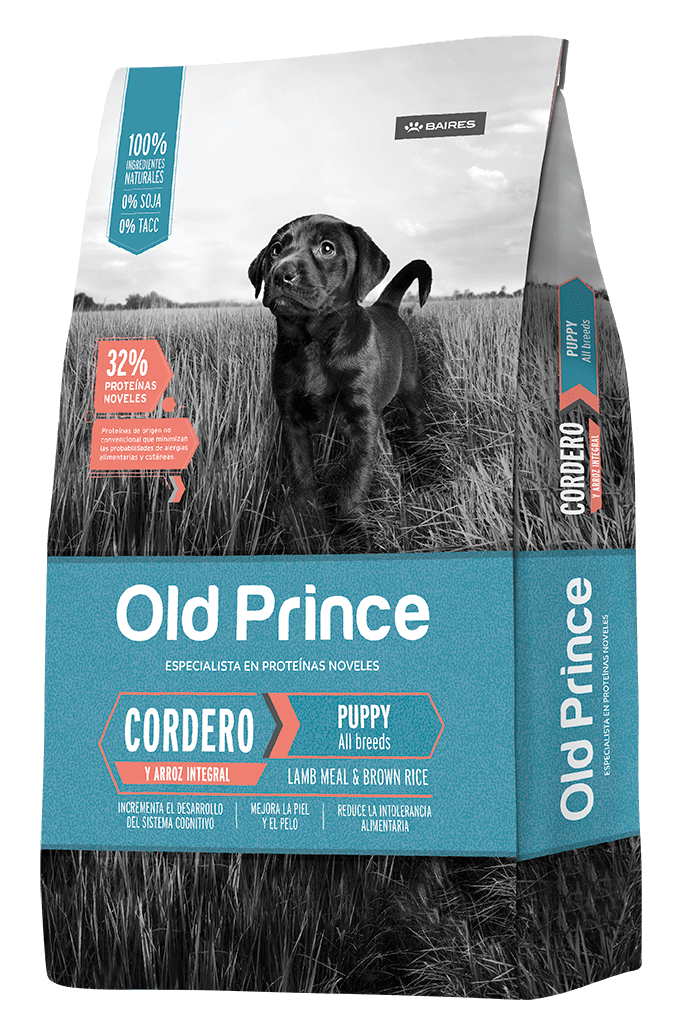 BAIRES
100%
INGREDIENTES
NATURALES
0% SOJA
0% TACC
32%
PROTEÍNAS
NOVELES
Proteínas de origen no
convencional que minimizan
las probabilidades de alergias
alimentarias y cutáneas.
Old Prince
ESPECIALISTA EN PROTEÍNAS NOVELES
CORDERO
Y ARROZ INTEGRAL
PUPPY
All breeds
LAMB MEAL & BROWN RICE
INCREMENTA EL DESARROLLO
DEL SISTEMA COGNITIVO
MEJORA LA PIEL
Y EL PELO
REDUCE LA INTOLERANCIA
ALIMENTARIA
PUPPY
All breeds
CORDERO
Y ARROZ INTEGRAL
Old Prince
ESPECIALISTA EN PROTEÍNAS NOVELES